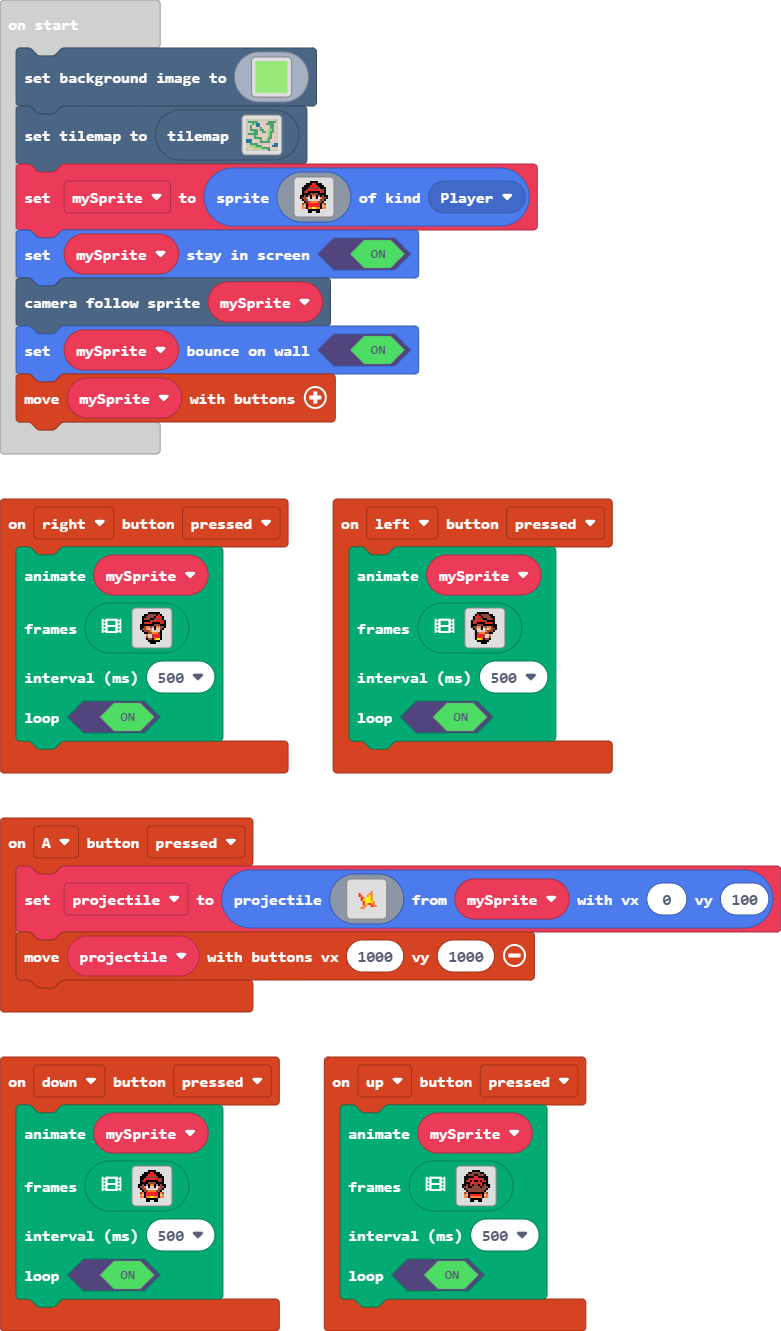 on start
set background image to
set tilemap to tilemap
set mySprite to sprite of kind Player
set mySprite stay in screen ON
camera follow sprite mySprite
set mySprite bounce on wall ON
move mySprite with buttons
on right button pressed
animate mySprite
frames
interval (ms) 500
loop ON
on left button pressed
animate mySprite
frames
interval (ms) 500
loop ON
on A button pressed
set projectile to projectile from mySprite with vx 0 vy 100
move projectile with buttons vx 1000 vy 1000
on down button pressed
animate mySprite
frames
interval (ms) 500
loop ON
on up button pressed
animate mySprite
frames
interval (ms) 500
loop ON